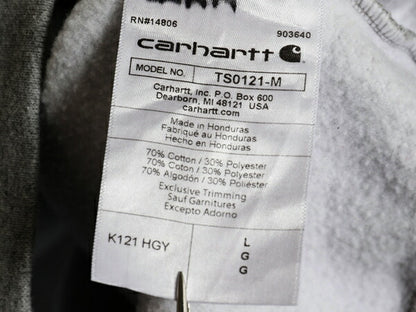 RN#14806 903640
carhartt
MODEL NO. TS0121-M
Carhartt, Inc. P.O. Box 600
Dearborn, MI 48121 USA
carhartt.com
Made in Honduras
Fabriqué au Honduras
Hecho en Honduras
70% Cotton / 30% Polyester
70% Coton / 30% Polyester
70% Algodón / 30% Poliéster
Exclusive Trimming
Sauf Garnitures
Excepto Adorno
K121 HGY L
G
G